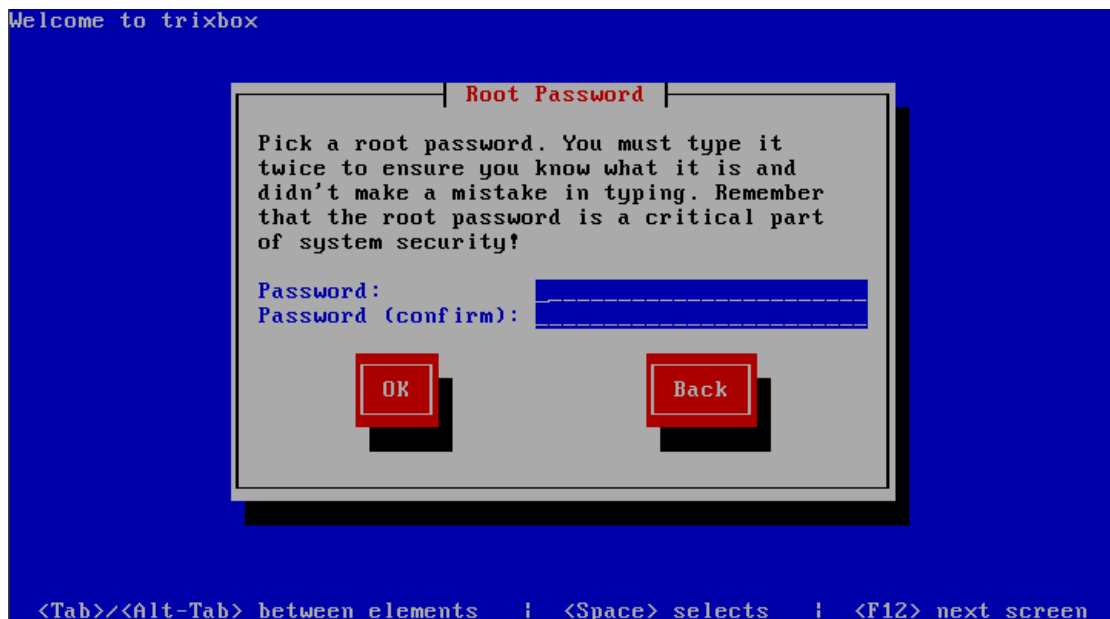 Welcome to trixbox
Root Password
Pick a root password. You must type it
twice to ensure you know what it is and
didn't make a mistake in typing. Remember
that the root password is a critical part
of system security!
Password:
Password (confirm):
OK Back
<Tab>/<Alt-Tab> between elements | <Space> selects | <F12> next screen